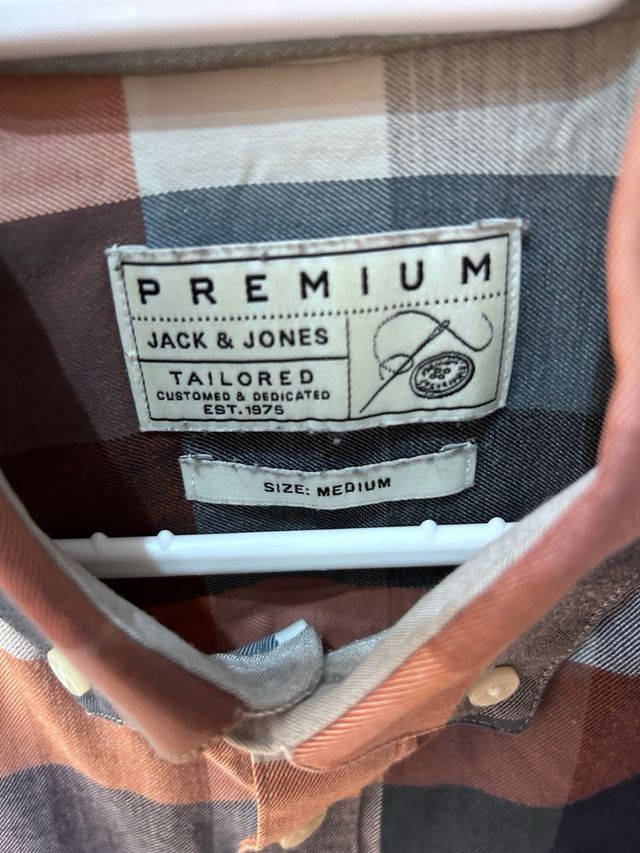 PREMIUM
JACK & JONES
TAILORED
CUSTOMED & DEDICATED
EST. 1975
SIZE: MEDIUM